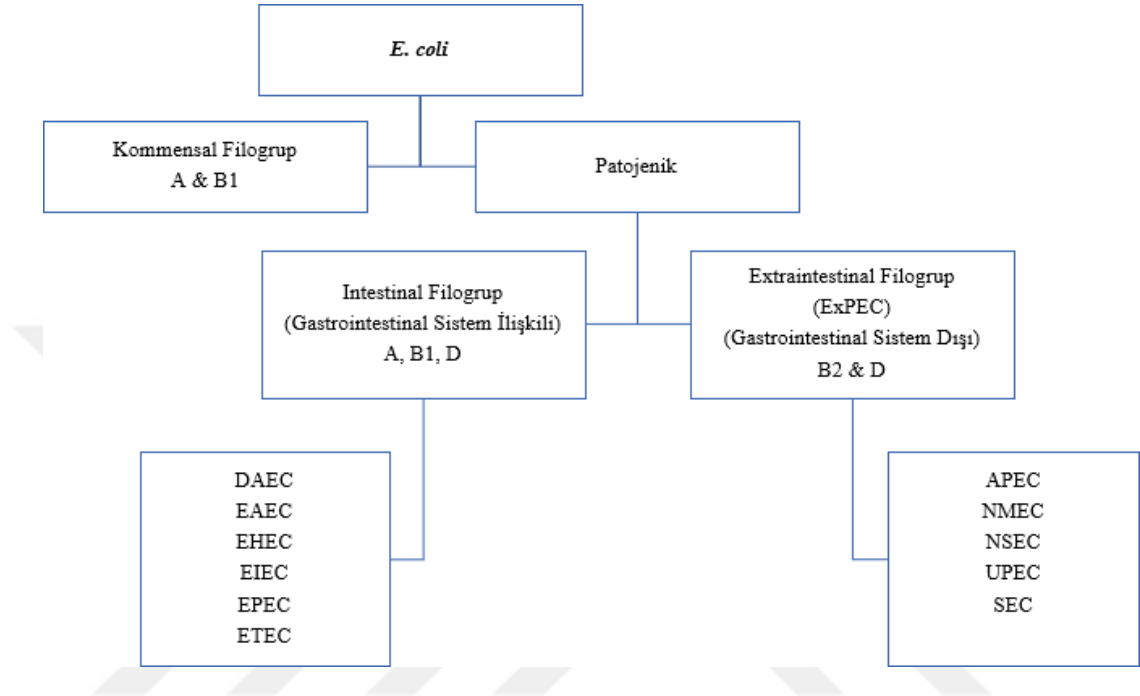 E. coli
Kommensal Filogrup
A & B1
Patojenik
Intestinal Filogrup
(Gastrointestinal Sistem İlişkili)
A, B1, D
Extraintestinal Filogrup
(ExPEC)
(Gastrointestinal Sistem Dışı)
B2 & D
DAEC
EAEC
EHEC
EIEC
EPEC
ETEC
APEC
NMEC
NSEC
UPEC
SEC